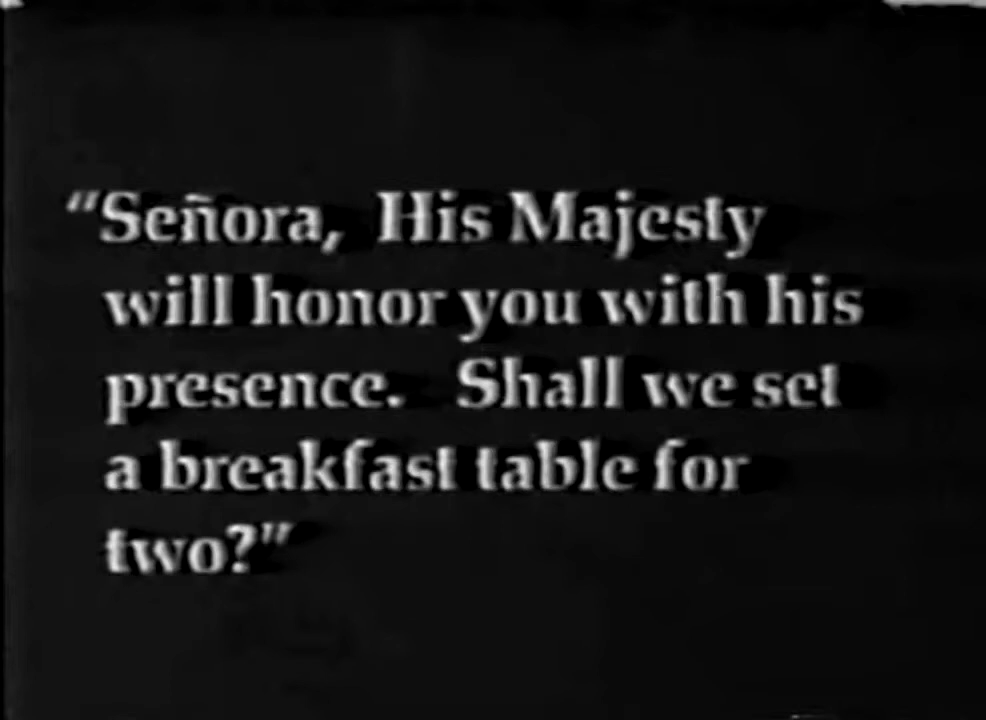 "Señora, His Majesty
will honor you with his
presence. Shall we set
a breakfast table for
two?"